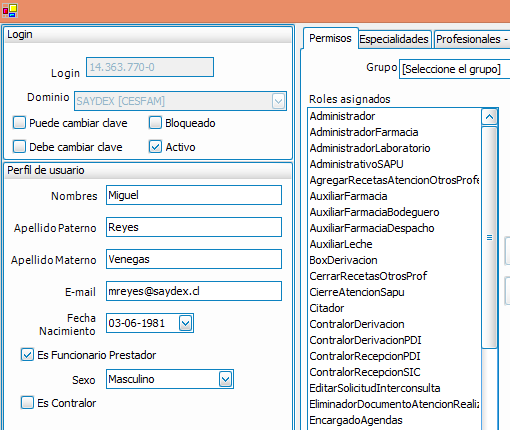 Login
Login 14.363.770-0
Dominio SAYDEX [CESFAM]
Puede cambiar clave Bloqueado
Debe cambiar clave Activo
Perfil de usuario
Nombres Miguel
Apellido Paterno Reyes
Apellido Materno Venegas
E-mail mreyes@saydex.cl
Fecha
Nacimiento 03-06-1981
Es Funcionario Prestador
Sexo Masculino
Es Contralor
Permisos Especialidades Profesionales -
Grupo [Seleccione el grupo]
Roles asignados
Administrador
AdministradorFarmacia
AdministradorLaboratorio
AdministrativoSAPU
AgregarRecetasAtencionOtrosProfe
AuxiliarFarmacia
AuxiliarFarmaciaBodeguero
AuxiliarFarmaciaDespacho
AuxiliarLeche
BoxDerivacion
CerrarRecetasOtrosProf
CierreAtencionSapu
Citador
ContralorDerivacion
ContralorDerivacionPDI
ContralorRecepcionPDI
ContralorRecepcionSIC
EditarSolicitudInterconsulta
EliminadorDocumentoAtencionRealiz
EncargadoAgendas